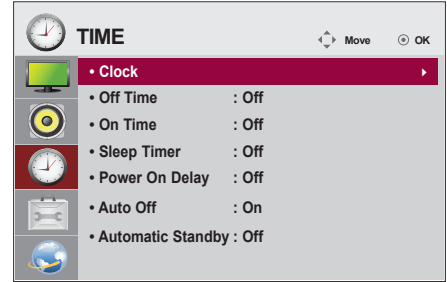 TIME
Move OK
• Clock
• Off Time : Off
• On Time : Off
• Sleep Timer : Off
• Power On Delay : Off
• Auto Off : On
• Automatic Standby : Off